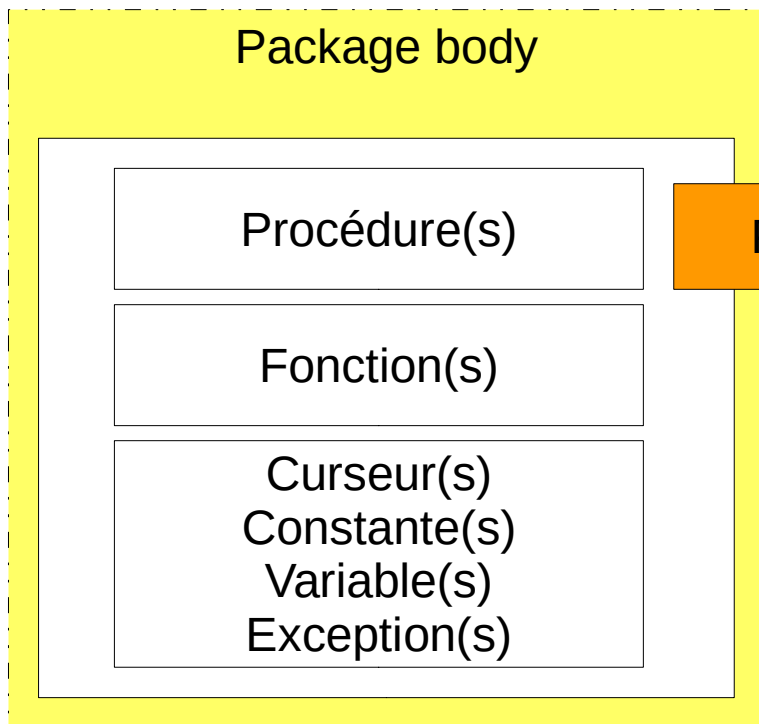 Package body
Procédure(s)
Fonction(s)
Curseur(s)
Constante(s)
Variable(s)
Exception(s)